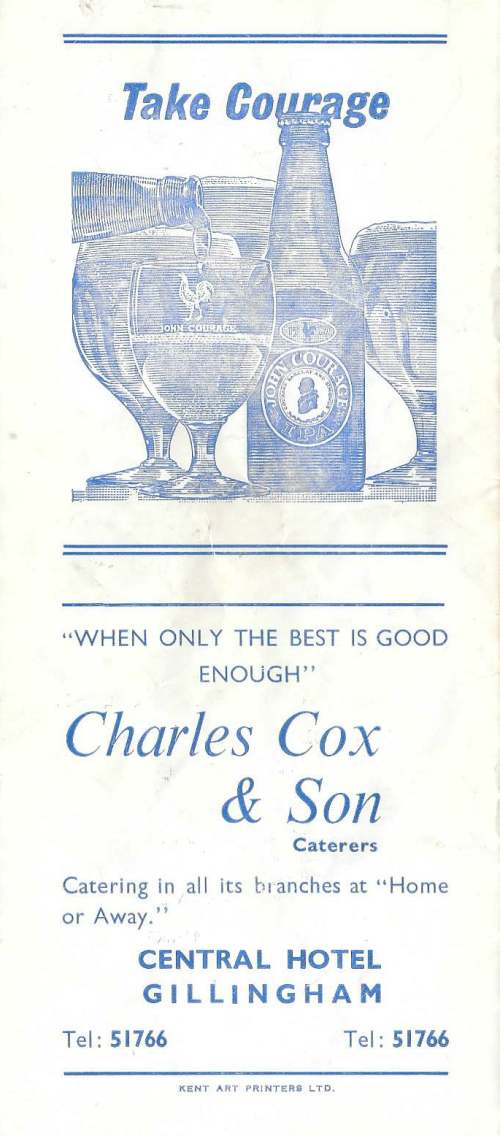 Take Courage
JOHN COURAGE
JOHN COURAGE
IPA
"WHEN ONLY THE BEST IS GOOD
ENOUGH"
Charles Cox
& Son
Caterers
Catering in all its branches at "Home
or Away."
CENTRAL HOTEL
GILLINGHAM
Tel: 51766 Tel: 51766
KENT ART PRINTERS LTD.